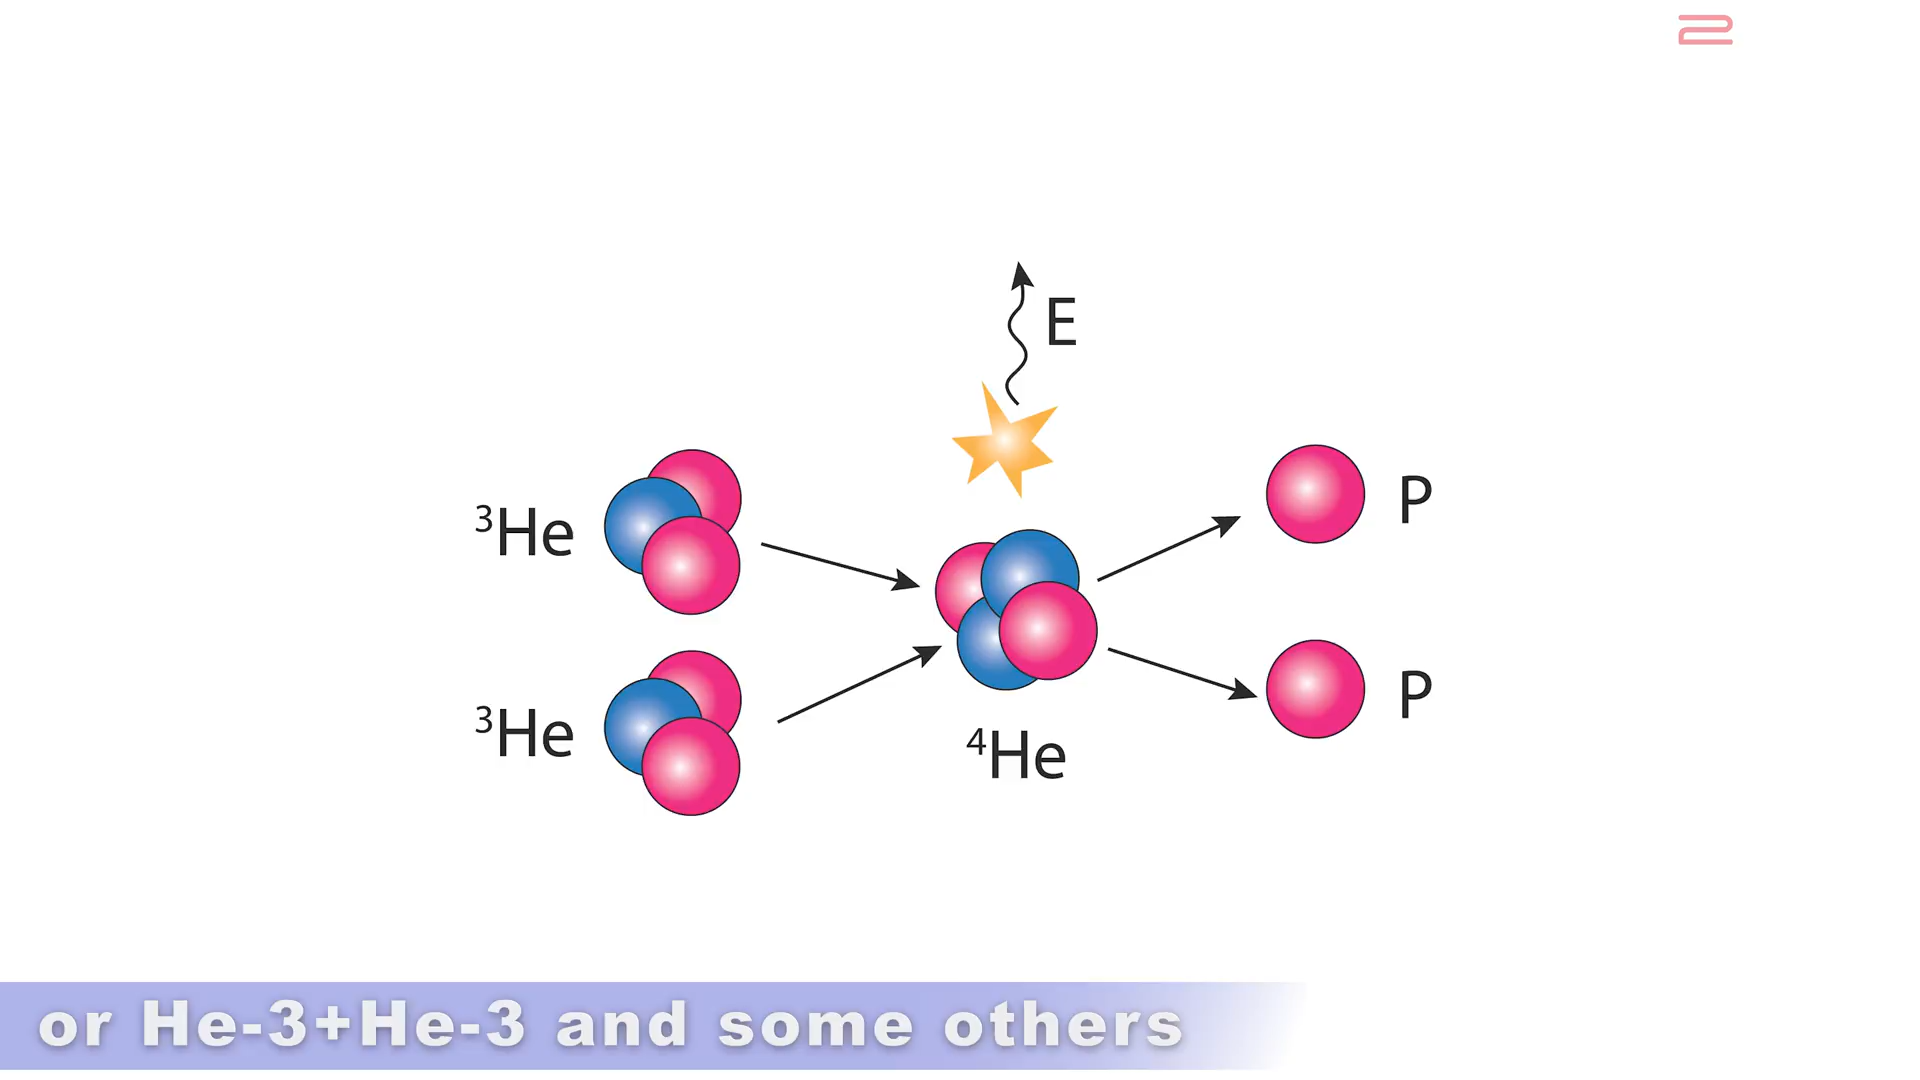 E
³He
P
³He
P
⁴He
or He-3+He-3 and some others